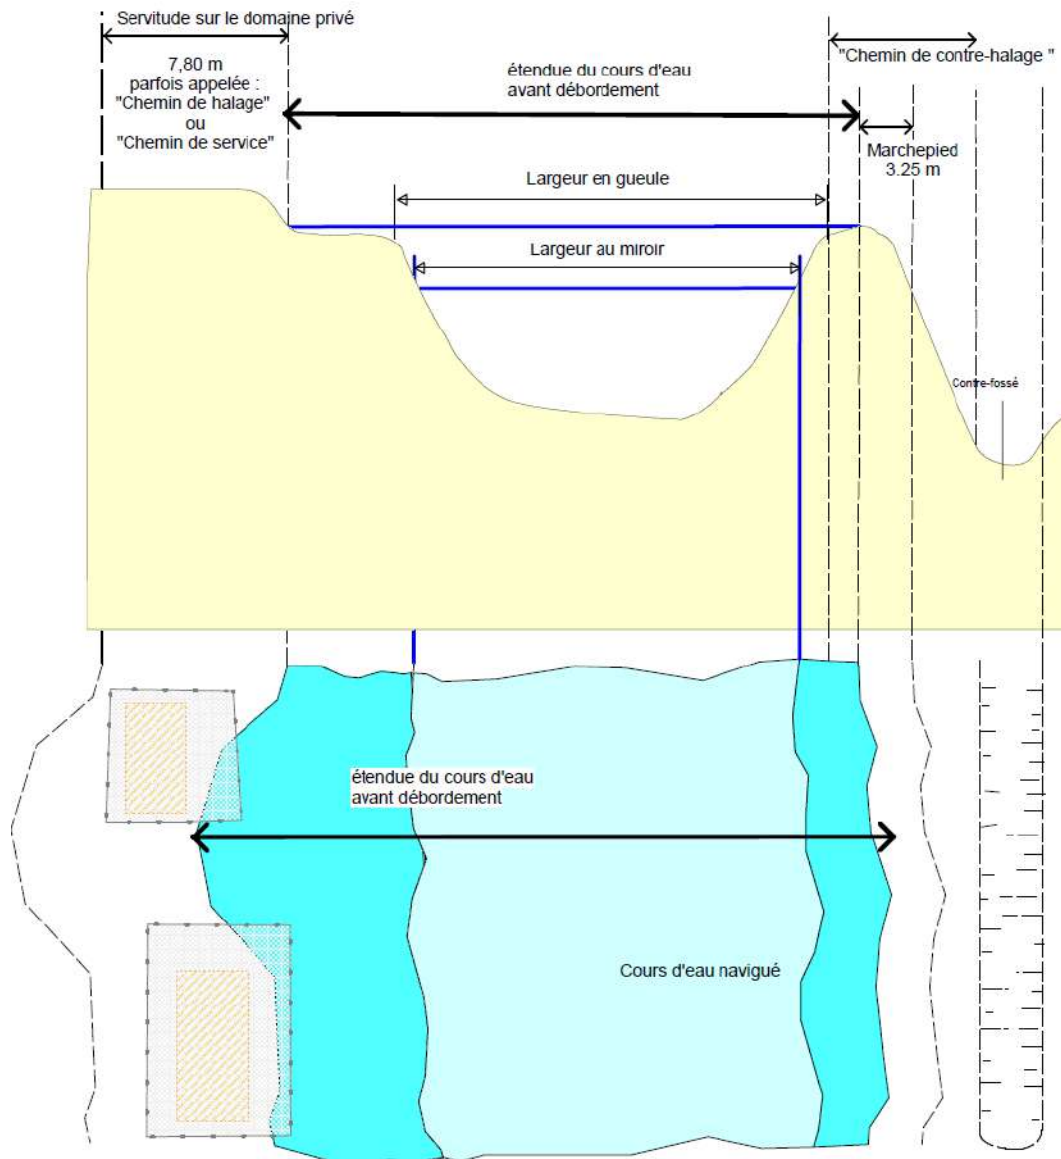 Servitude sur le domaine privé
7,80 m
parfois appelée :
"Chemin de halage"
ou
"Chemin de service"
étendue du cours d'eau
avant débordement
"Chemin de contre-halage "
Marchepied
3.25 m
Largeur en gueule
Largeur au miroir
Contre-fossé
étendue du cours d'eau
avant débordement
Cours d'eau navigué